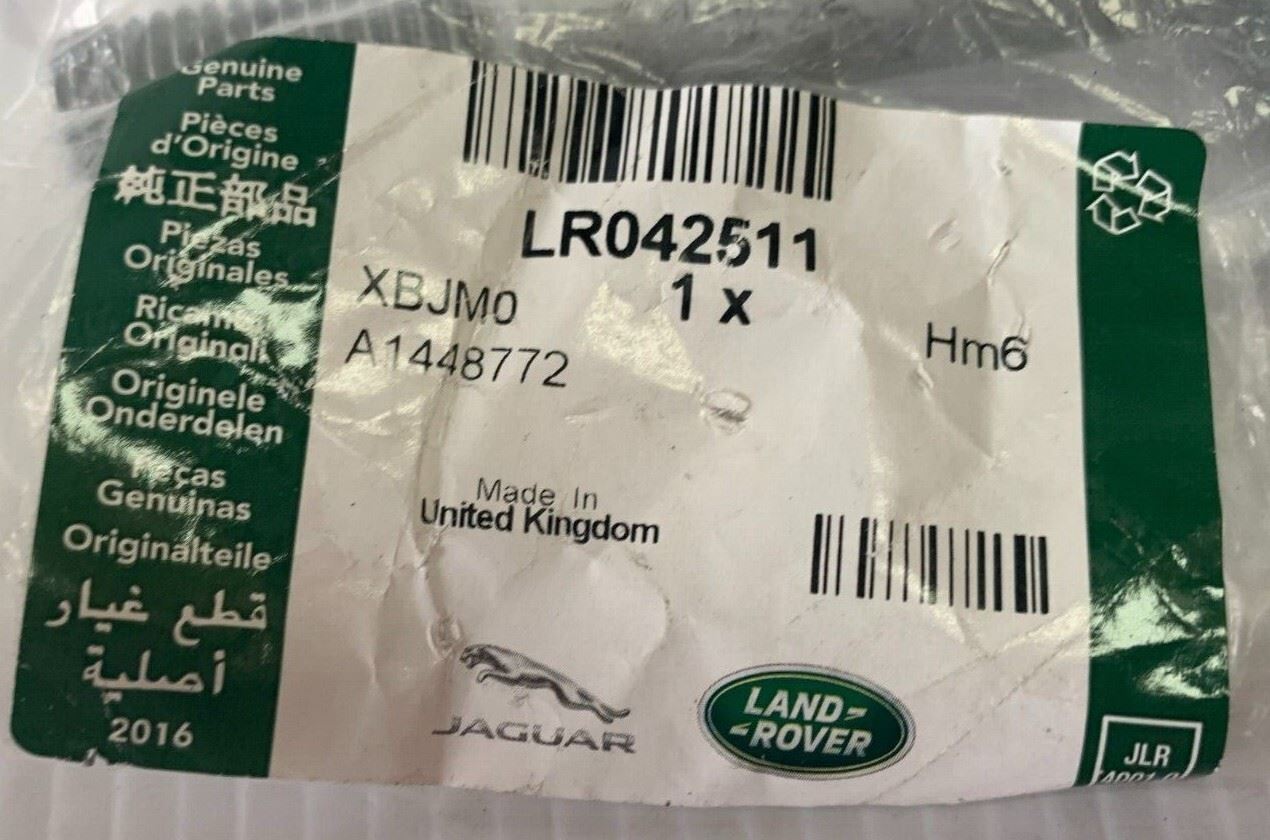 Genuine
Parts
Pièces
d'Origine
純正部品
Piezas
Originales
Originali
Originele
Onderdelen
Peças
Genuinas
Originalteile
قطع غيار
أصلية
2016
LR042511
1 x
XBJM0
A1448772
Hm6
Made In
United Kingdom
JAGUAR
LAND
ROVER
JLR